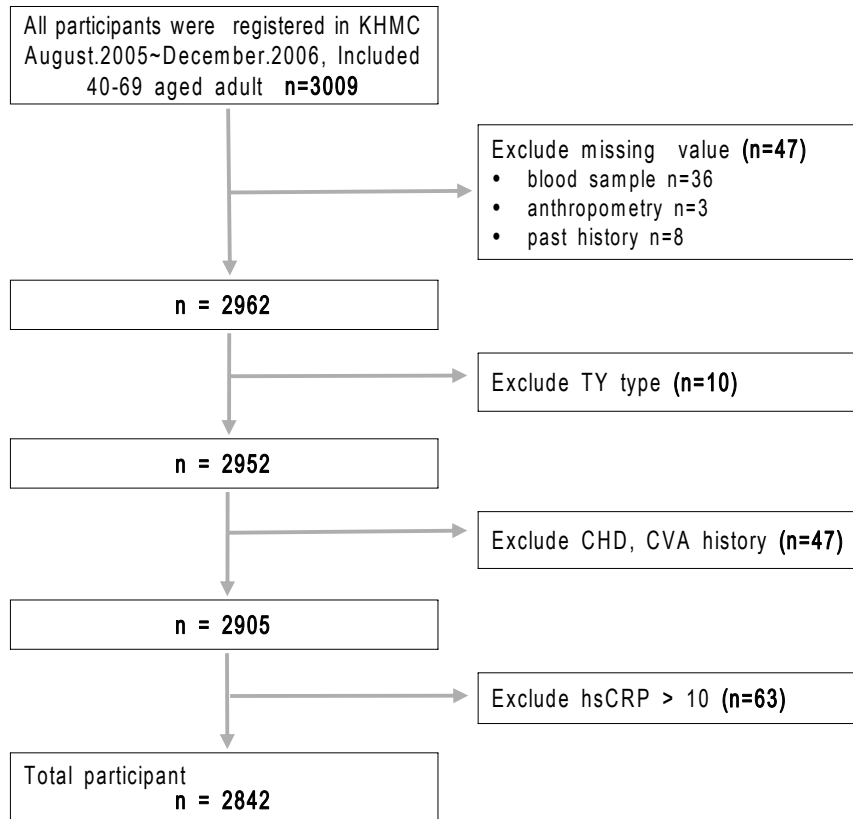 All participants were registered in KHMC
August.2005~December.2006, Included
40-69 aged adult n=3009
Exclude missing value (n=47)
• blood sample n=36
• anthropometry n=3
• past history n=8
n = 2962
Exclude TY type (n=10)
n = 2952
Exclude CHD, CVA history (n=47)
n = 2905
Exclude hsCRP > 10 (n=63)
Total participant
n = 2842